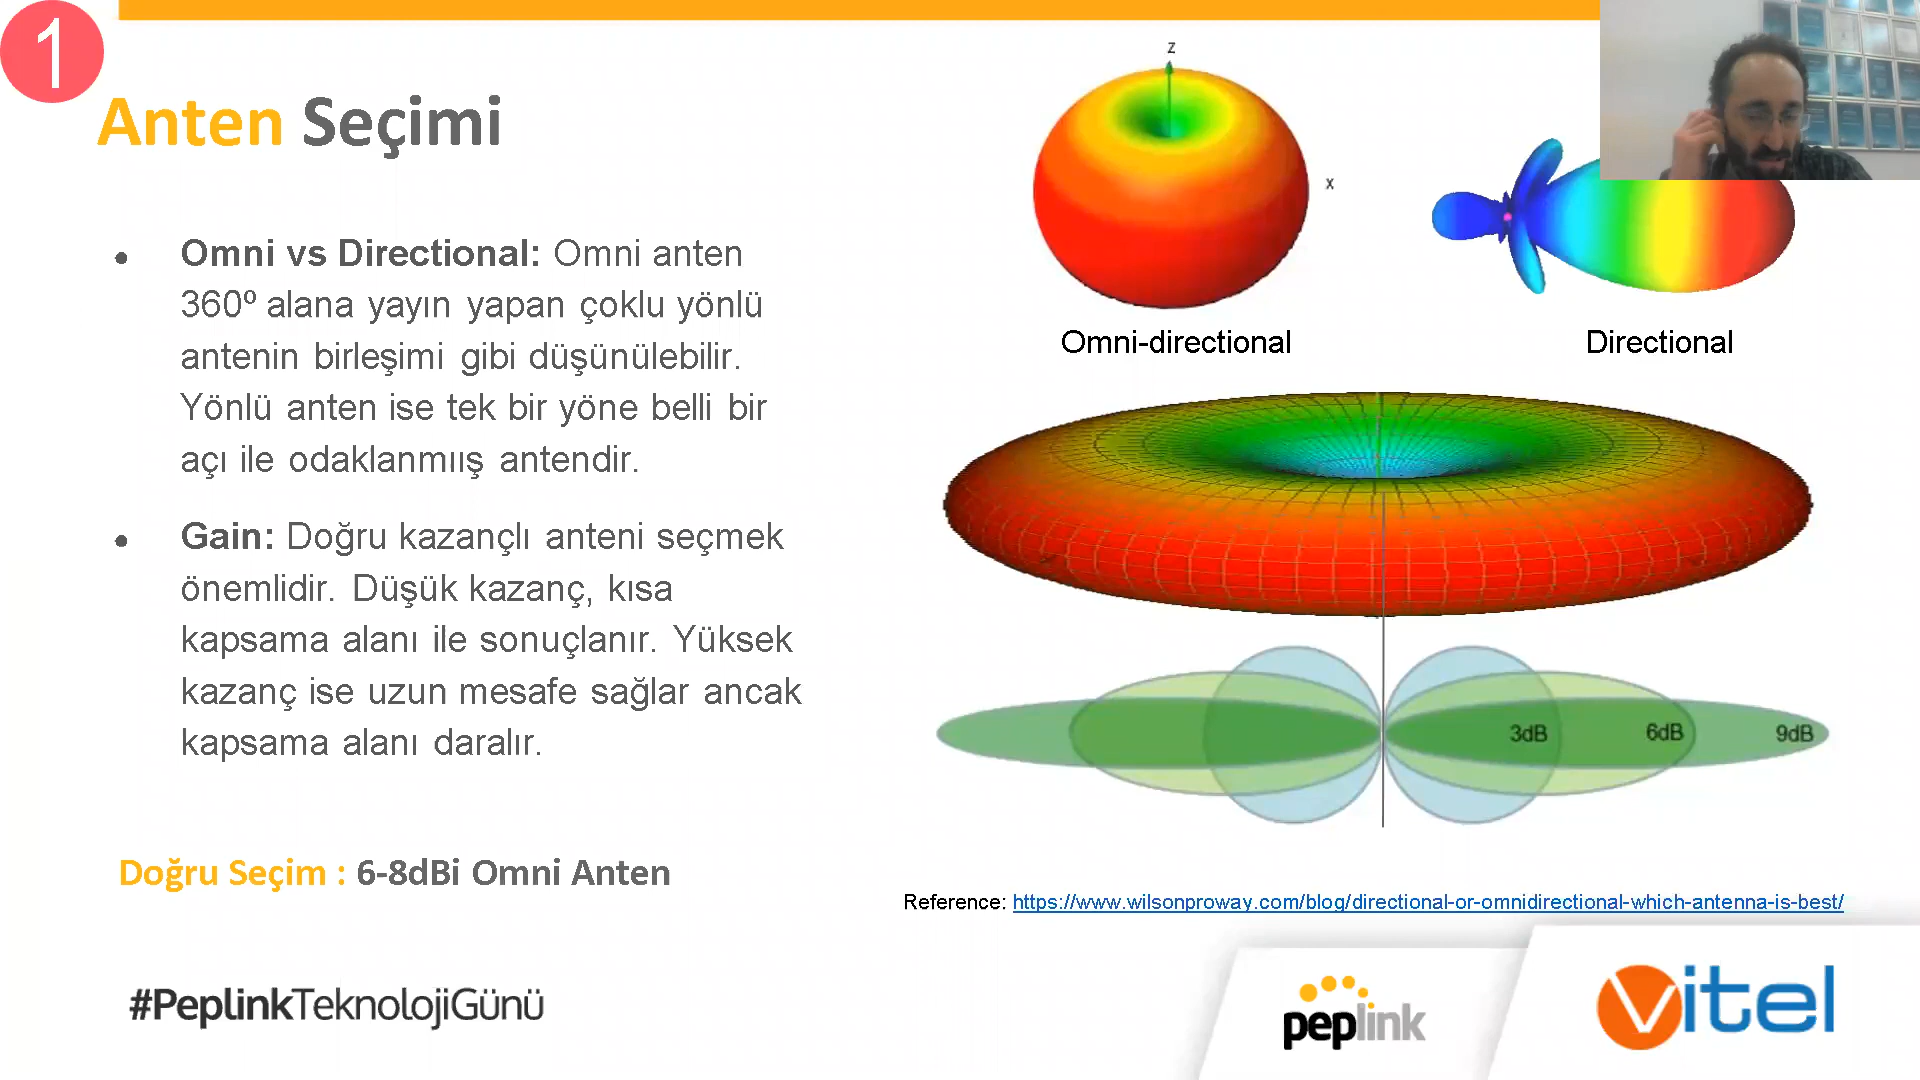 1
Anten Seçimi
● Omni vs Directional: Omni anten
360º alana yayın yapan çoklu yönlü
antenin birleşimi gibi düşünülebilir.
Yönlü anten ise tek bir yöne belli bir
açı ile odaklanmıış antendir.
● Gain: Doğru kazançlı anteni seçmek
önemlidir. Düşük kazanç, kısa
kapsama alanı ile sonuçlanır. Yüksek
kazanç ise uzun mesafe sağlar ancak
kapsama alanı daralır.
Doğru Seçim : 6-8dBi Omni Anten
z
x
Omni-directional
Directional
3dB
6dB
9dB
Reference: https://www.wilsonproway.com/blog/directional-or-omnidirectional-which-antenna-is-best/
#PeplinkTeknolojiGünü
peplink
vitel